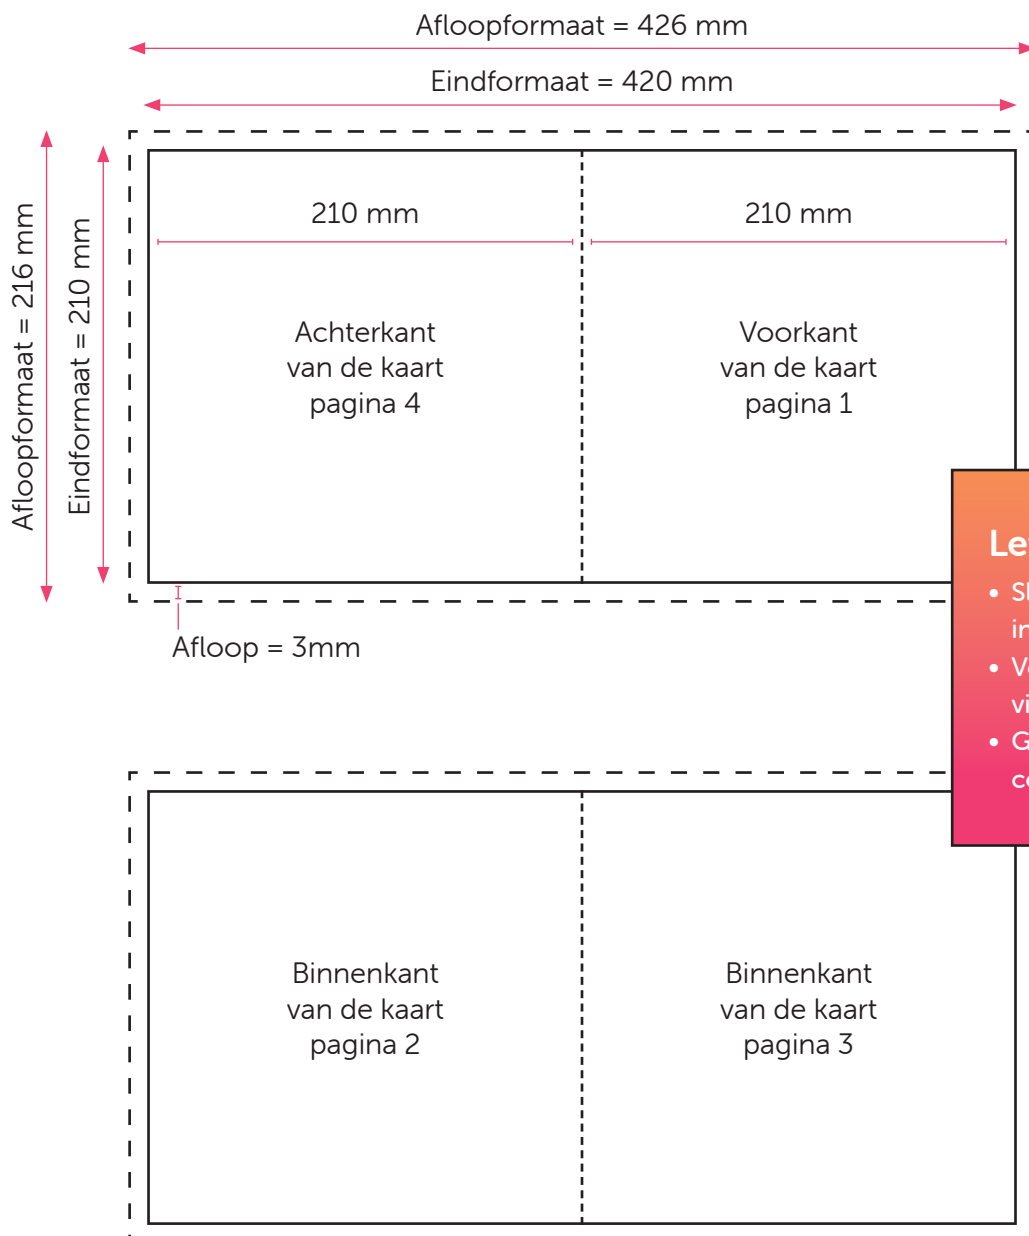 Afloopformaat = 426 mm
Eindformaat = 420 mm
Afloopformaat = 216 mm
Eindformaat = 210 mm
210 mm
210 mm
Achterkant
van de kaart
pagina 4
Voorkant
van de kaart
pagina 1
Afloop = 3mm
Binnenkant
van de kaart
pagina 2
Binnenkant
van de kaart
pagina 3